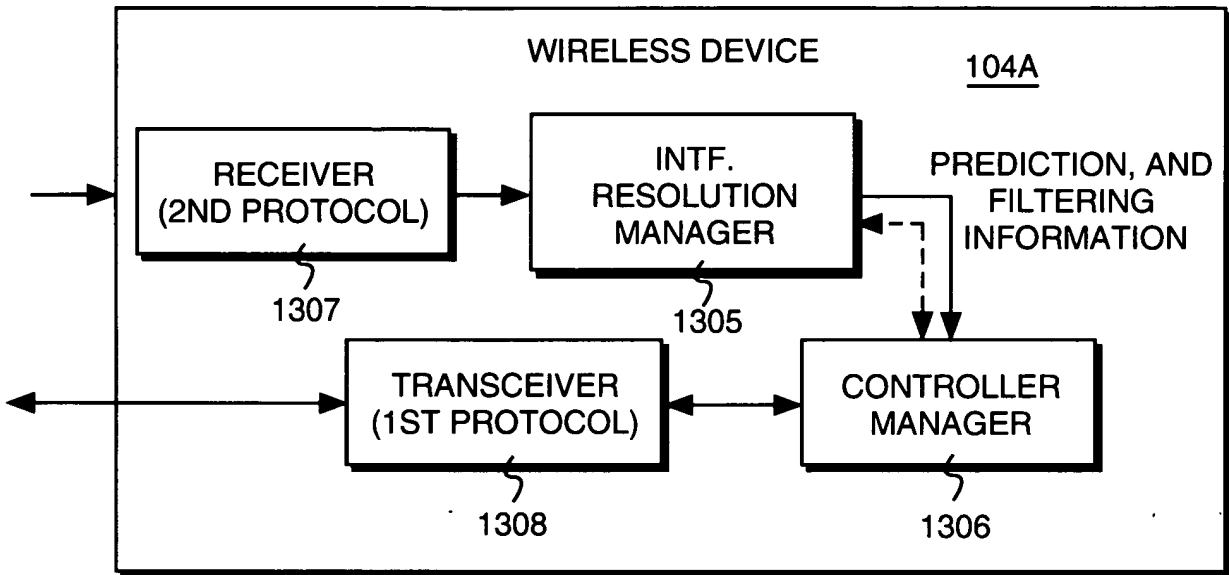 WIRELESS DEVICE
104A
RECEIVER
(2ND PROTOCOL)
1307
INTF.
RESOLUTION
MANAGER
1305
PREDICTION, AND
FILTERING
INFORMATION
TRANSCEIVER
(1ST PROTOCOL)
1308
CONTROLLER
MANAGER
1306